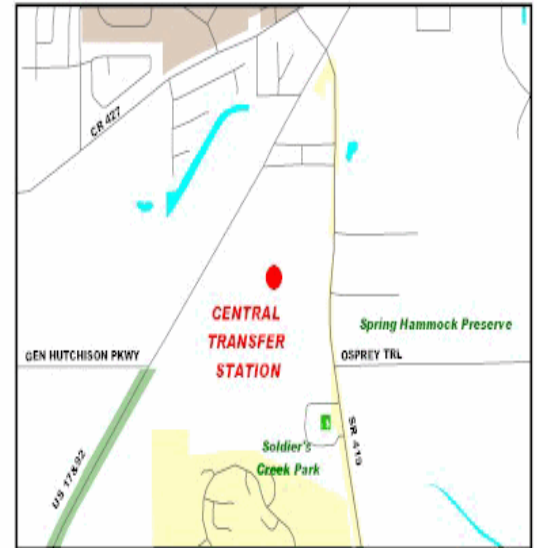 CR 427
CENTRAL
TRANSFER
STATION
Spring Hammock Preserve
GEN HUTCHISON PKWY
OSPREY TRL
SR 419
Soldier's
Creek Park
US 17&92